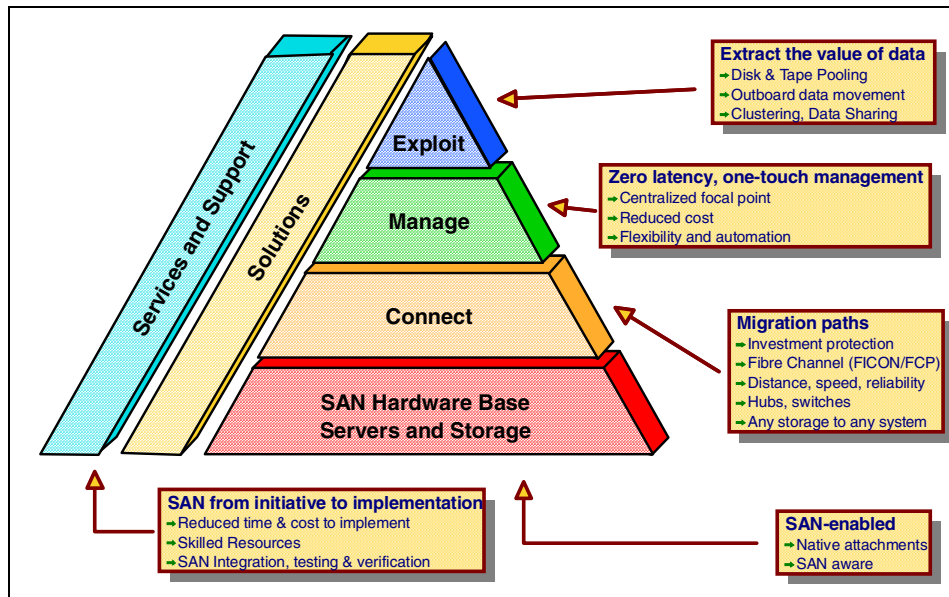 Services and Support
Solutions
Exploit
Manage
Connect
SAN Hardware Base
Servers and Storage
Extract the value of data
Disk & Tape Pooling
Outboard data movement
Clustering, Data Sharing
Zero latency, one-touch management
Centralized focal point
Reduced cost
Flexibility and automation
Migration paths
Investment protection
Fibre Channel (FICON/FCP)
Distance, speed, reliability
Hubs, switches
Any storage to any system
SAN from initiative to implementation
Reduced time & cost to implement
Skilled Resources
SAN Integration, testing & verification
SAN-enabled
Native attachments
SAN aware